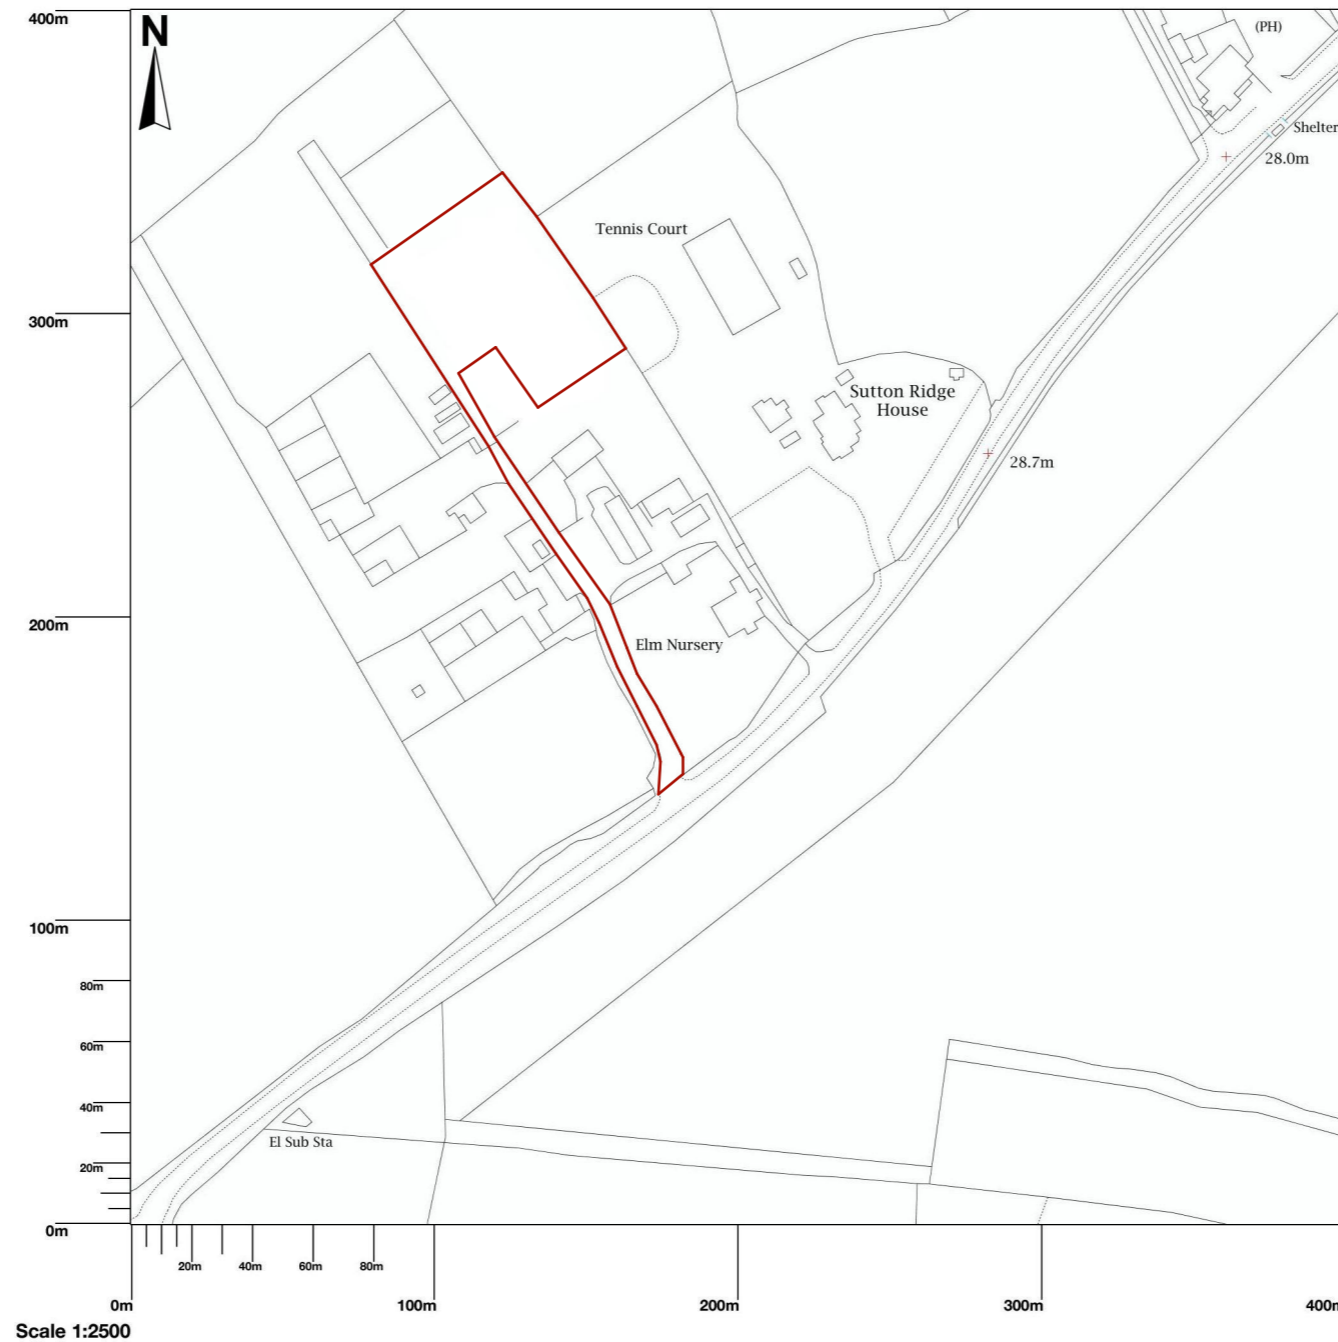 400m
N
(PH)
Shelter
28.0m
Tennis Court
300m
Sutton Ridge
House
28.7m
200m
Elm Nursery
100m
80m
60m
40m
El Sub Sta
20m
0m
20m
40m
60m
80m
0m
100m
200m
300m
400m
Scale 1:2500